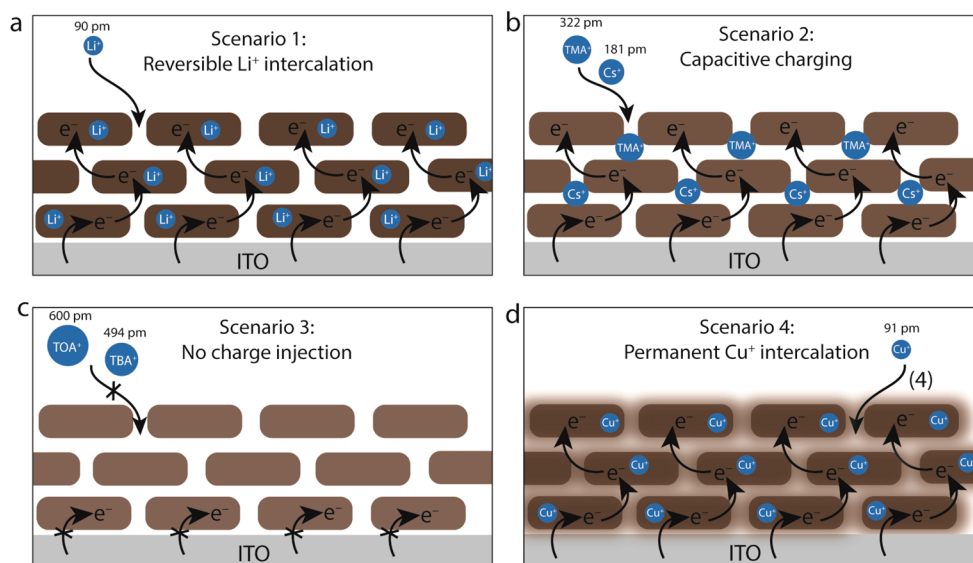 a
90 pm
Li⁺
Scenario 1:
Reversible Li⁺ intercalation
e⁻ Li⁺ e⁻ Li⁺ e⁻ Li⁺ e⁻ Li⁺
e⁻ Li⁺ e⁻ Li⁺ e⁻ Li⁺ Li⁺
Li⁺ e⁻ Li⁺ e⁻ Li⁺ e⁻ Li⁺ e⁻
ITO
b
322 pm
TMA⁺
181 pm
Cs⁺
Scenario 2:
Capacitive charging
e⁻ e⁻ e⁻ e⁻
TMA⁺ TMA⁺ TMA⁺
e⁻ e⁻ e⁻
Cs⁺ Cs⁺ Cs⁺ Cs⁺
e⁻ e⁻ e⁻ e⁻
ITO
c
600 pm
TOA⁺
494 pm
TBA⁺
Scenario 3:
No charge injection
e⁻ e⁻ e⁻ e⁻
ITO
d
Scenario 4:
Permanent Cu⁺ intercalation
91 pm
Cu⁺
(4)
e⁻ Cu⁺ e⁻ Cu⁺ e⁻ Cu⁺ e⁻ Cu⁺
e⁻ Cu⁺ e⁻ Cu⁺ e⁻ Cu⁺ e⁻ Cu⁺
Cu⁺ e⁻ Cu⁺ e⁻ Cu⁺ e⁻ Cu⁺ e⁻
ITO